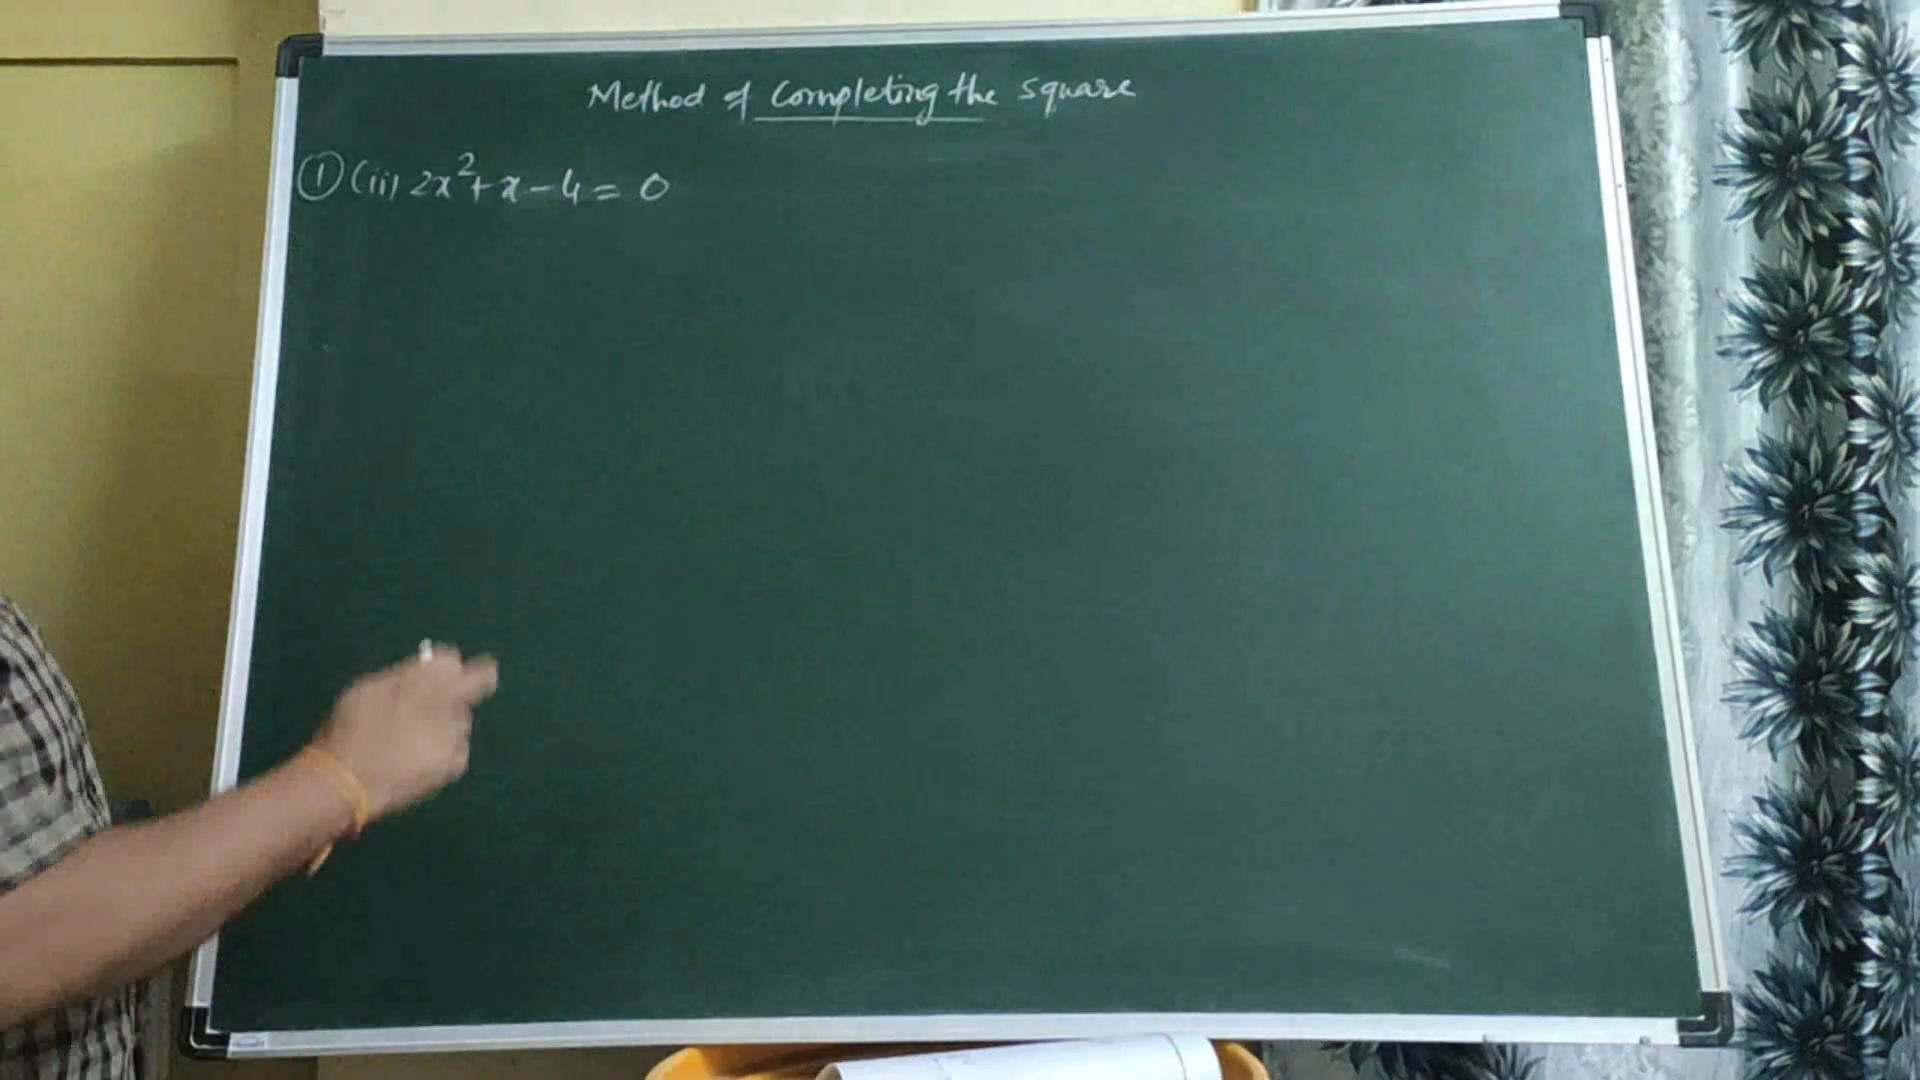 Method of completing the square
① (ii) 2x²+x-4=0